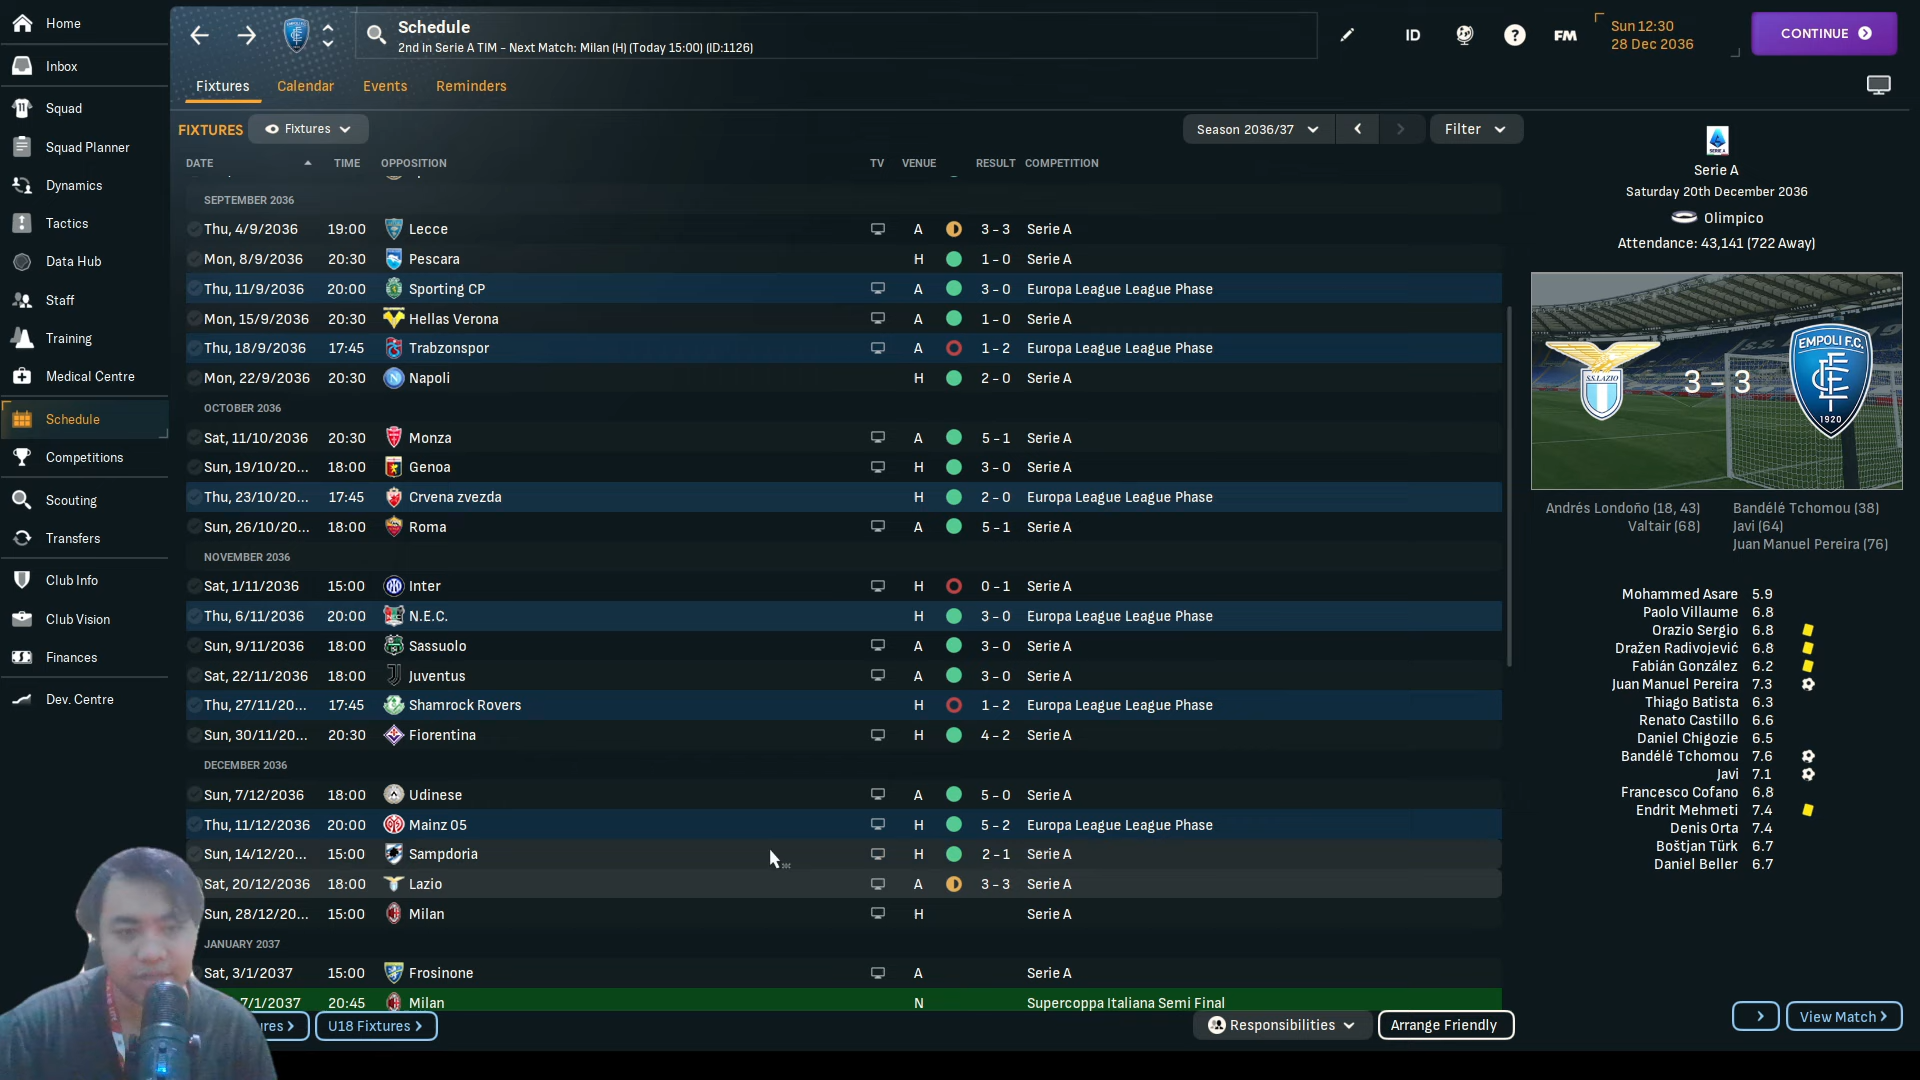 Home
Inbox
Squad
Squad Planner
Dynamics
Tactics
Data Hub
Staff
Training
Medical Centre
Schedule
Competitions
Scouting
Transfers
Club Info
Club Vision
Finances
Dev. Centre
Schedule
2nd in Serie A TIM - Next Match: Milan (H) (Today 15:00) (ID:1126)
ID
?
FM
Sun 12:30
28 Dec 2036
CONTINUE
Fixtures Calendar Events Reminders
FIXTURES Fixtures Season 2036/37 Filter
DATE TIME OPPOSITION TV VENUE RESULT COMPETITION
SEPTEMBER 2036
Thu, 4/9/2036 19:00 Lecce A 3 - 3 Serie A
Mon, 8/9/2036 20:30 Pescara H 1 - 0 Serie A
Thu, 11/9/2036 20:00 Sporting CP A 3 - 0 Europa League League Phase
Mon, 15/9/2036 20:30 Hellas Verona A 1 - 0 Serie A
Thu, 18/9/2036 17:45 Trabzonspor A 1 - 2 Europa League League Phase
Mon, 22/9/2036 20:30 Napoli H 2 - 0 Serie A
OCTOBER 2036
Sat, 11/10/2036 20:30 Monza A 5 - 1 Serie A
Sun, 19/10/20... 18:00 Genoa H 3 - 0 Serie A
Thu, 23/10/20... 17:45 Crvena zvezda H 2 - 0 Europa League League Phase
Sun, 26/10/20... 18:00 Roma A 5 - 1 Serie A
NOVEMBER 2036
Sat, 1/11/2036 15:00 Inter H 0 - 1 Serie A
Thu, 6/11/2036 20:00 N.E.C. H 3 - 0 Europa League League Phase
Sun, 9/11/2036 18:00 Sassuolo A 3 - 0 Serie A
Sat, 22/11/2036 18:00 Juventus A 3 - 0 Serie A
Thu, 27/11/20... 17:45 Shamrock Rovers H 1 - 2 Europa League League Phase
Sun, 30/11/20... 20:30 Fiorentina H 4 - 2 Serie A
DECEMBER 2036
Sun, 7/12/2036 18:00 Udinese A 5 - 0 Serie A
Thu, 11/12/2036 20:00 Mainz 05 H 5 - 2 Europa League League Phase
Sun, 14/12/20... 15:00 Sampdoria H 2 - 1 Serie A
Sat, 20/12/2036 18:00 Lazio A 3 - 3 Serie A
Sun, 28/12/20... 15:00 Milan H Serie A
JANUARY 2037
Sat, 3/1/2037 15:00 Frosinone A Serie A
7/1/2037 20:45 Milan N Supercoppa Italiana Semi Final
ures U18 Fixtures Responsibilities Arrange Friendly
SERIE A
Serie A
Saturday 20th December 2036
Olimpico
Attendance: 43,141 (722 Away)
S.S.LAZIO
3 - 3
EMPOLI F.C.
1920
Andrés Londoño (18, 43)
Valtair (68)
Bandélé Tchomou (38)
Javi (64)
Juan Manuel Pereira (76)
Mohammed Asare 5.9
Paolo Villaume 6.8
Orazio Sergio 6.8
Dražen Radivojević 6.8
Fabián González 6.2
Juan Manuel Pereira 7.3
Thiago Batista 6.3
Renato Castillo 6.6
Daniel Chigozie 6.5
Bandélé Tchomou 7.6
Javi 7.1
Francesco Cofano 6.8
Endrit Mehmeti 7.4
Denis Orta 7.4
Boštjan Türk 6.7
Daniel Beller 6.7
View Match